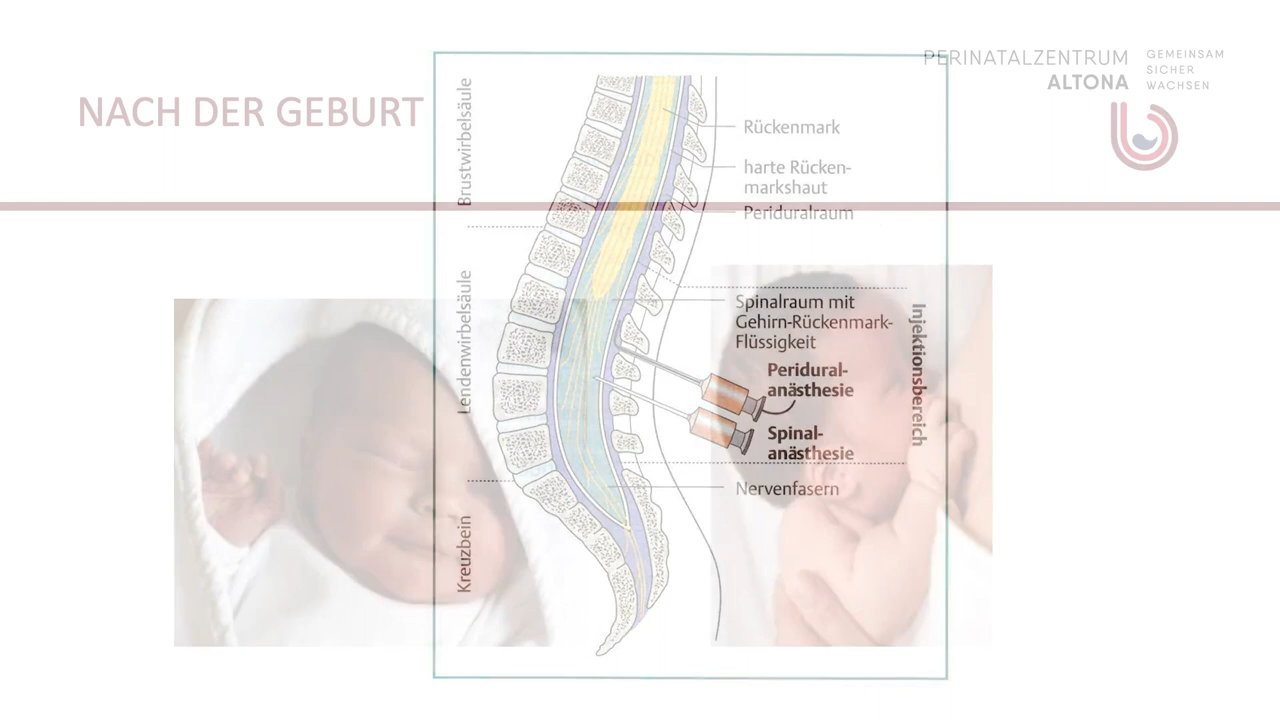 NACH DER GEBURT
PERINATALZENTRUM
ALTONA
GEMEINSAM
SICHER
WACHSEN
Brustwirbelsäule
Lendenwirbelsäule
Kreuzbein
Rückenmark
harte Rücken-
markshaut
Periduralraum
Spinalraum mit
Gehirn-Rückenmark-
Flüssigkeit
Peridural-
anästhesie
Spinal-
anästhesie
Nervenfasern
Injektionsbereich